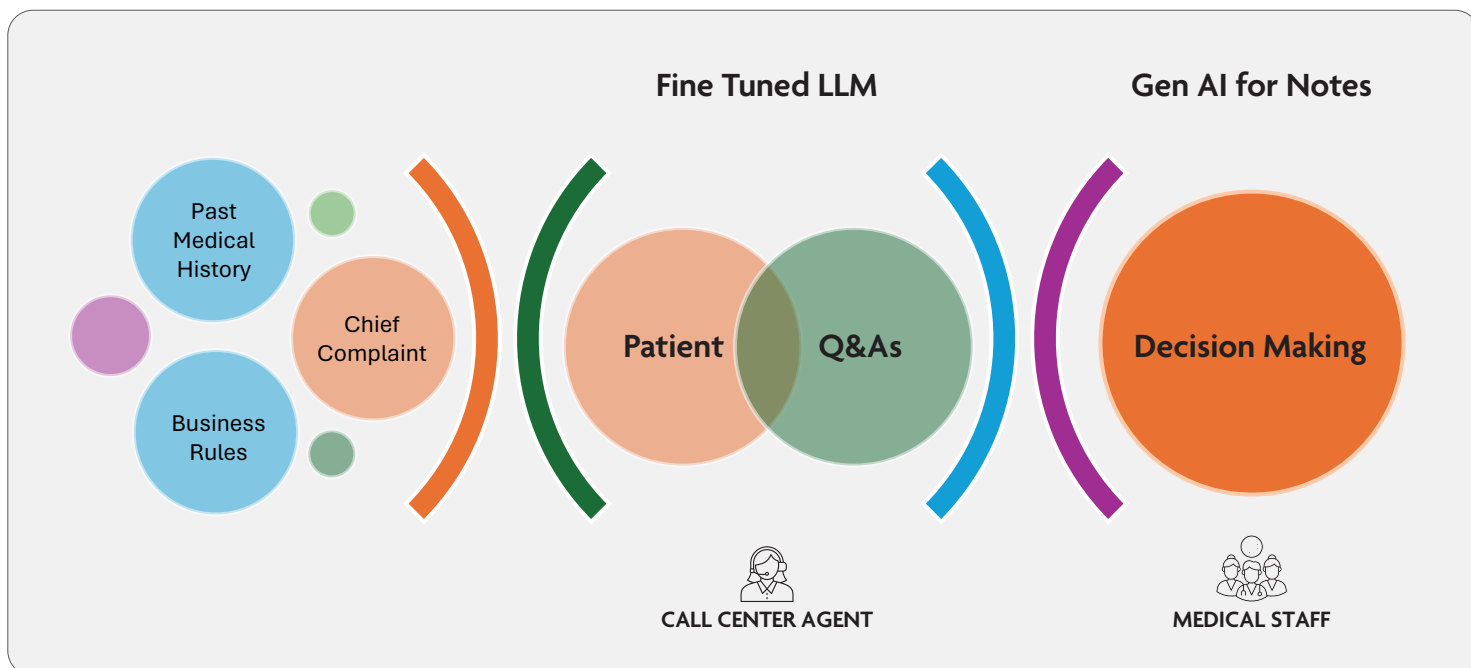 Fine Tuned LLM
Gen AI for Notes
Past
Medical
History
Chief
Complaint
Business
Rules
Patient
Q&As
Decision Making
CALL CENTER AGENT
MEDICAL STAFF